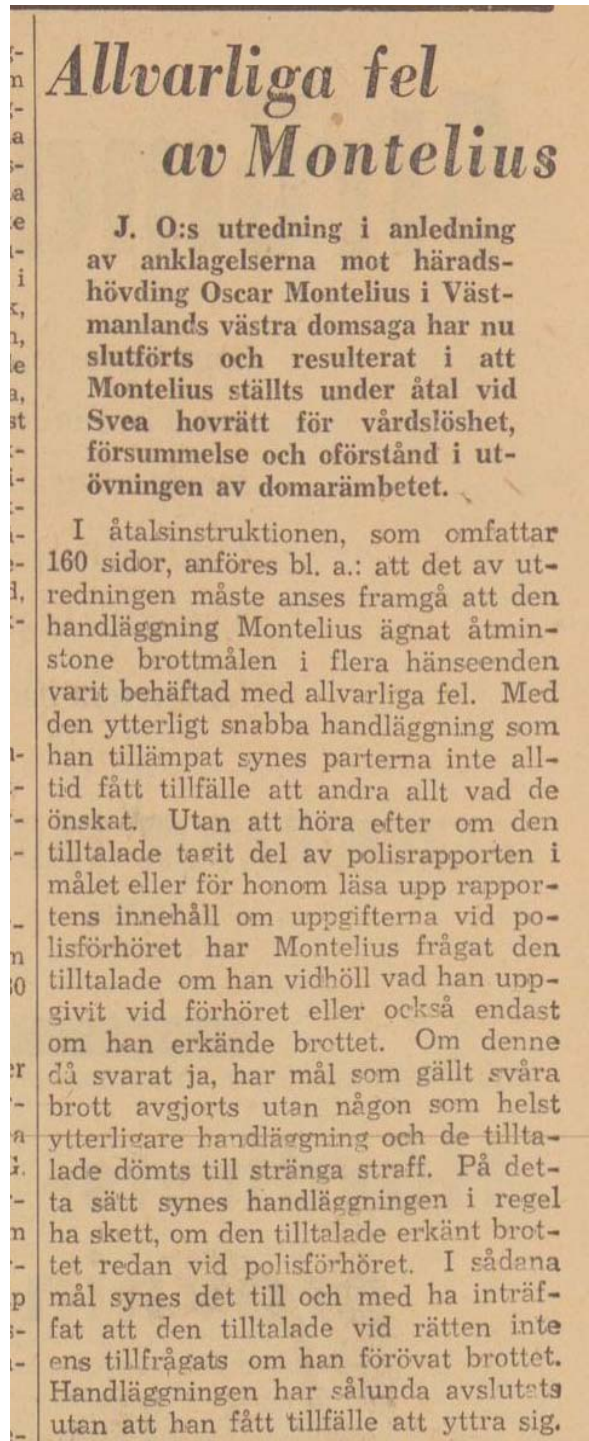 Allvarliga fel
av Montelius
J. O:s utredning i anledning
av anklagelserna mot härads-
hövding Oscar Montelius i Väst-
manlands västra domsaga har nu
slutförts och resulterat i att
Montelius ställts under åtal vid
Svea hovrätt för vårdslöshet,
försummelse och oförstånd i ut-
övningen av domarämbetet.
I åtalsinstruktionen, som omfattar
160 sidor, anföres bl. a.: att det av ut-
redningen måste anses framgå att den
handläggning Montelius ägnat åtmin-
stone brottmålen i flera hänseenden
varit behäftad med allvarliga fel. Med
den ytterligt snabba handläggning som
han tillämpat synes parterna inte all-
tid fått tillfälle att andra allt vad de
önskat. Utan att höra efter om den
tilltalade tagit del av polisrapporten i
målet eller för honom läsa upp rappor-
tens innehåll om uppgifterna vid po-
lisförhöret har Montelius frågat den
tilltalade om han vidhöll vad han upp-
givit vid förhöret eller också endast
om han erkände brottet. Om denne
då svarat ja, har mål som gällt svåra
brott avgjorts utan någon som helst
ytterligare handläggning och de tillta-
lade dömts till stränga straff. På det-
ta sätt synes handläggningen i regel
ha skett, om den tilltalade erkänt brot-
tet redan vid polisförhöret. I sådana
mål synes det till och med ha inträf-
fat att den tilltalade vid rätten inte
ens tillfrågats om han förövat brottet.
Handläggningen har sålunda avslutats
utan att han fått tillfälle att yttra sig.